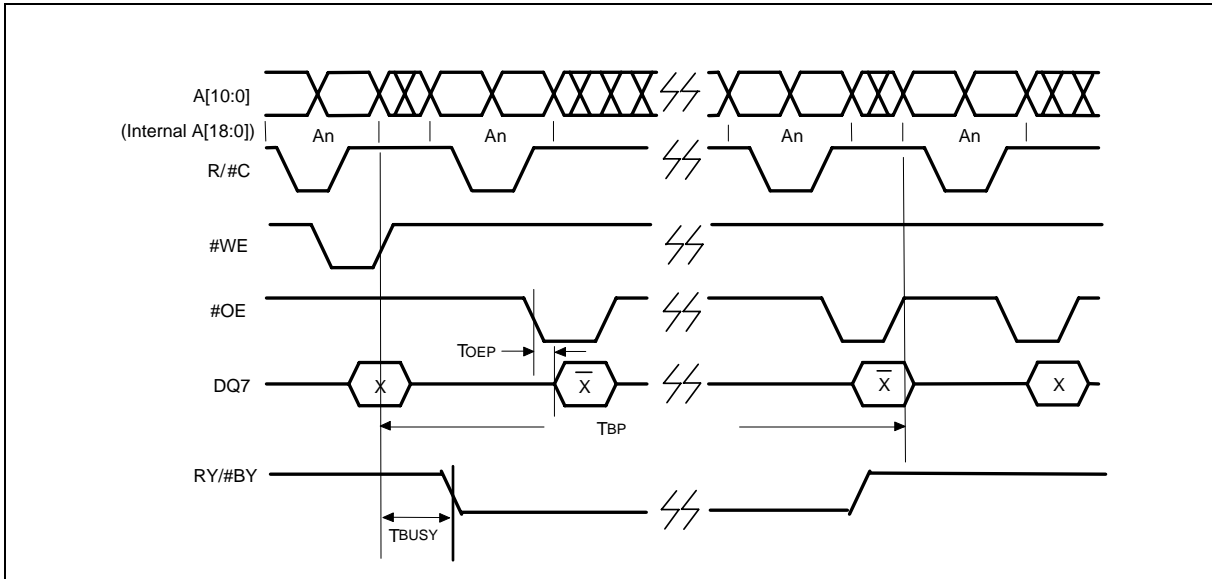 A[10:0]
(Internal A[18:0])
An An An An
R/#C
#WE
#OE
TOEP
DQ7
X X̅ X̅ X
TBP
RY/#BY
TBUSY